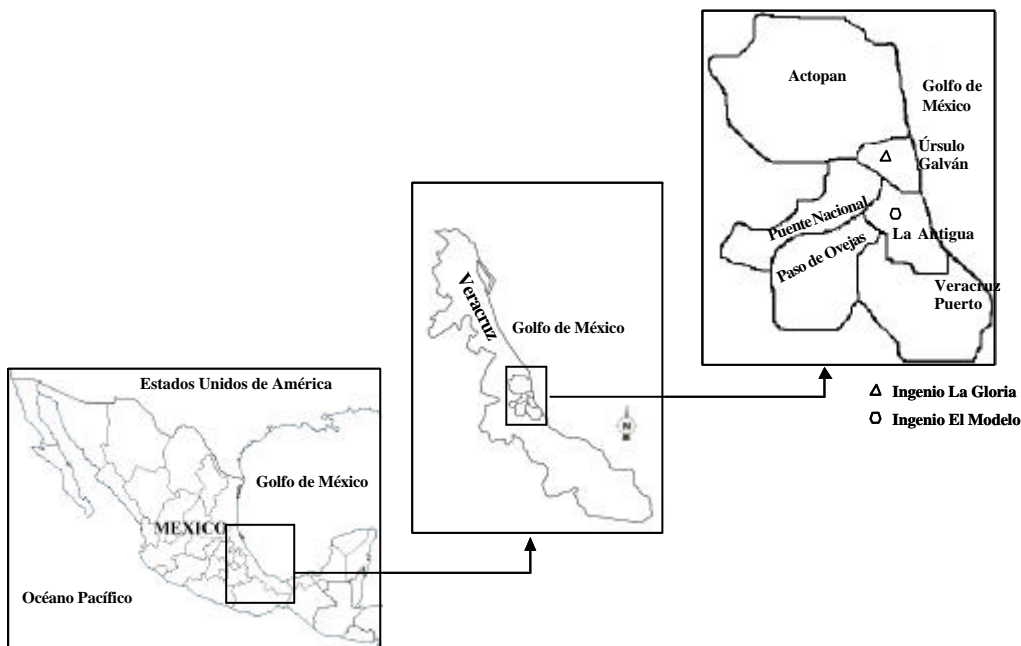 Estados Unidos de América
Golfo de México
MEXICO
Océano Pacífico
Veracruz
Golfo de México
N
Actopan
Golfo de
México
Úrsulo
Galván
Puente Nacional
La Antigua
Paso de Ovejas
Veracruz
Puerto
Ingenio La Gloria
Ingenio El Modelo